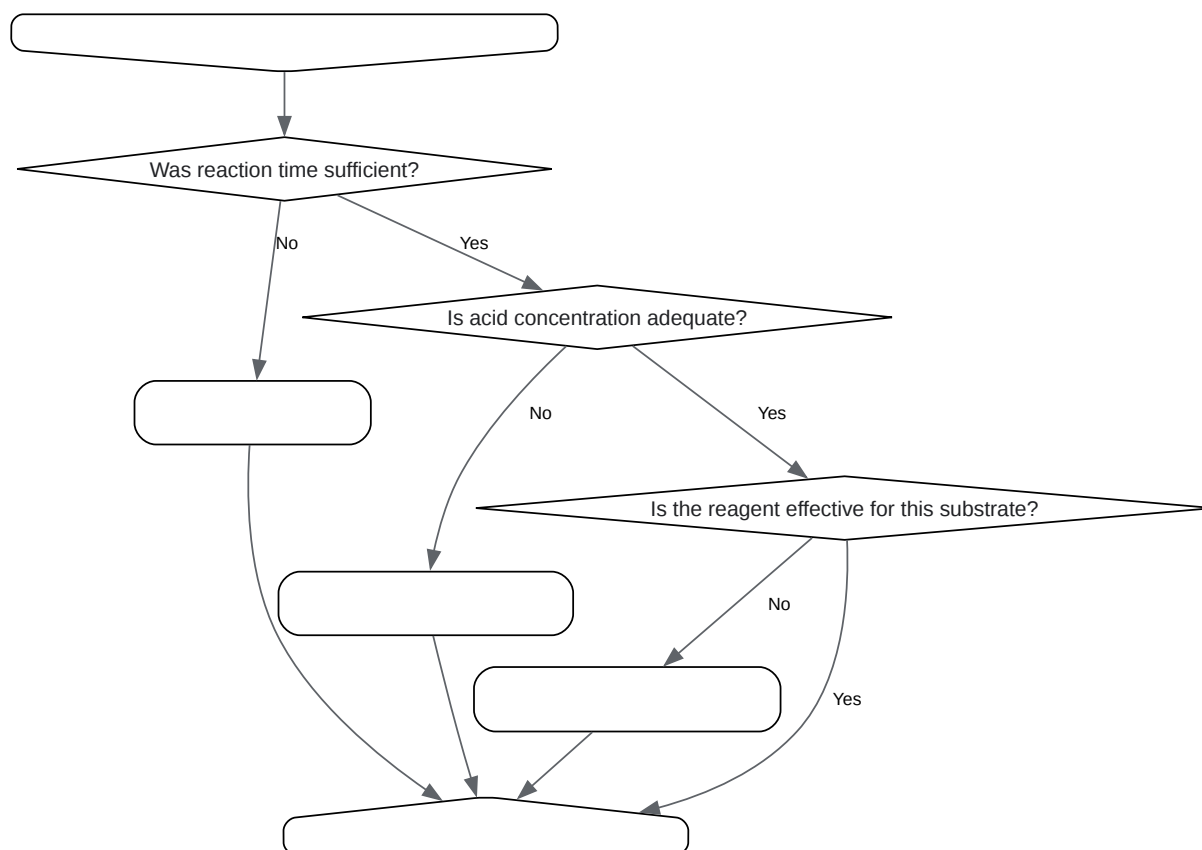 Was reaction time sufficient?
No
Yes
Is acid concentration adequate?
No
Yes
Is the reagent effective for this substrate?
No
Yes